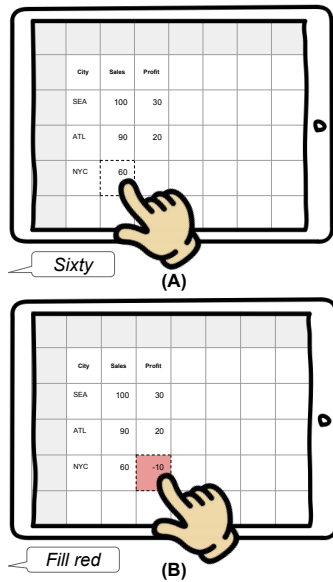 City Sales Profit
SEA 100 30
ATL 90 20
NYC 60
Sixty
(A)
City Sales Profit
SEA 100 30
ATL 90 20
NYC 60 -10
Fill red
(B)